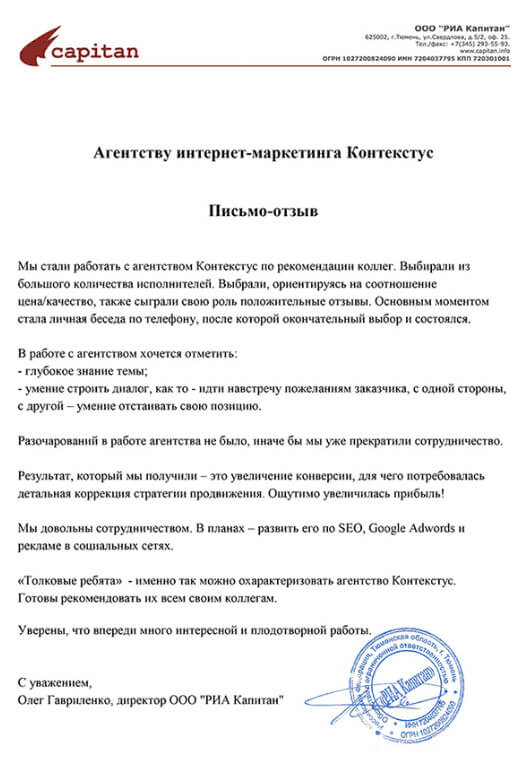 capitan
ООО "РИА Капитан"
625002, г.Тюмень, ул.Свердлова, д.5/2, оф. 25.
Тел./факс: +7(345) 293-55-93.
www.capitan.info
ОГРН 1027200824090 ИНН 7204037795 КПП 720301001
Агентству интернет-маркетинга Контекстус
Письмо-отзыв
Мы стали работать с агентством Контекстус по рекомендации коллег. Выбирали из
большого количества исполнителей. Выбрали, ориентируясь на соотношение
цена/качество, также сыграли свою роль положительные отзывы. Основным моментом
стала личная беседа по телефону, после которой окончательный выбор и состоялся.
В работе с агентством хочется отметить:
- глубокое знание темы;
- умение строить диалог, как то - идти навстречу пожеланиям заказчика, с одной стороны,
с другой – умение отстаивать свою позицию.
Разочарований в работе агентства не было, иначе бы мы уже прекратили сотрудничество.
Результат, который мы получили – это увеличение конверсии, для чего потребовалась
детальная коррекция стратегии продвижения. Ощутимо увеличилась прибыль!
Мы довольны сотрудничеством. В планах – развить его по SEO, Google Adwords и
рекламе в социальных сетях.
«Толковые ребята» - именно так можно охарактеризовать агентство Контекстус.
Готовы рекомендовать их всем своим коллегам.
Уверены, что впереди много интересной и плодотворной работы.
С уважением,
Олег Гавриленко, директор ООО "РИА Капитан"
Тюменская область, г. Тюмень
ограниченной ответственностью
«РИА Капитан»
ИНН 7204037795
ОГРН 1027200824090